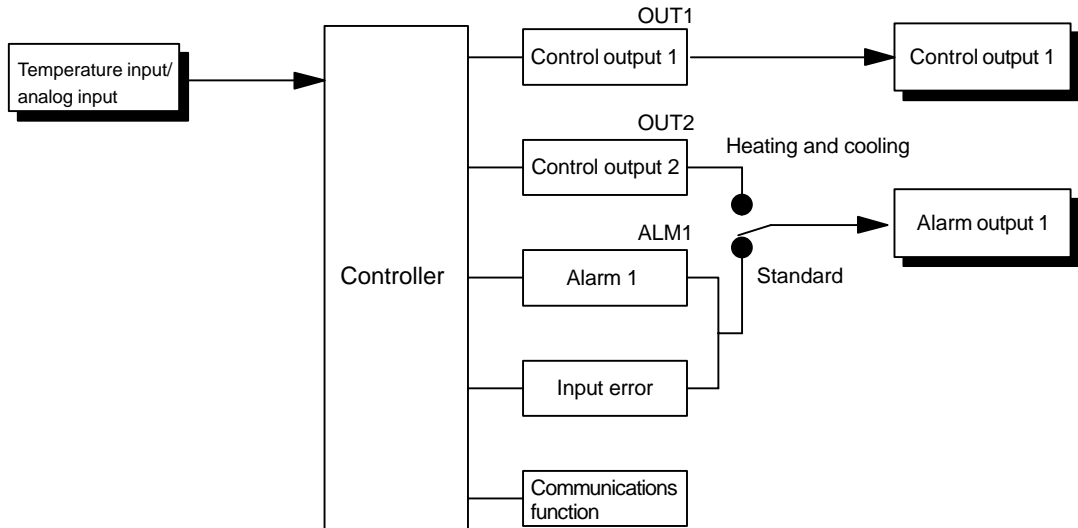 OUT1
Temperature input/
analog input
Control output 1
Control output 1
OUT2
Control output 2
Heating and cooling
Alarm output 1
ALM1
Controller
Alarm 1
Standard
Input error
Communications
function